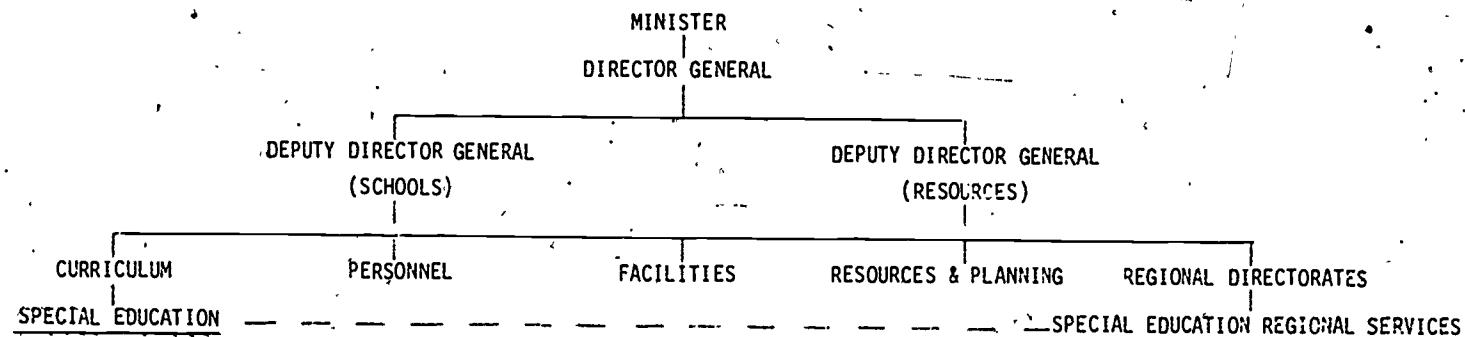 MINISTER
DIRECTOR GENERAL
DEPUTY DIRECTOR GENERAL DEPUTY DIRECTOR GENERAL
(SCHOOLS) (RESOURCES)
CURRICULUM PERSONNEL FACILITIES RESOURCES & PLANNING REGIONAL DIRECTORATES
SPECIAL EDUCATION SPECIAL EDUCATION REGIONAL SERVICES